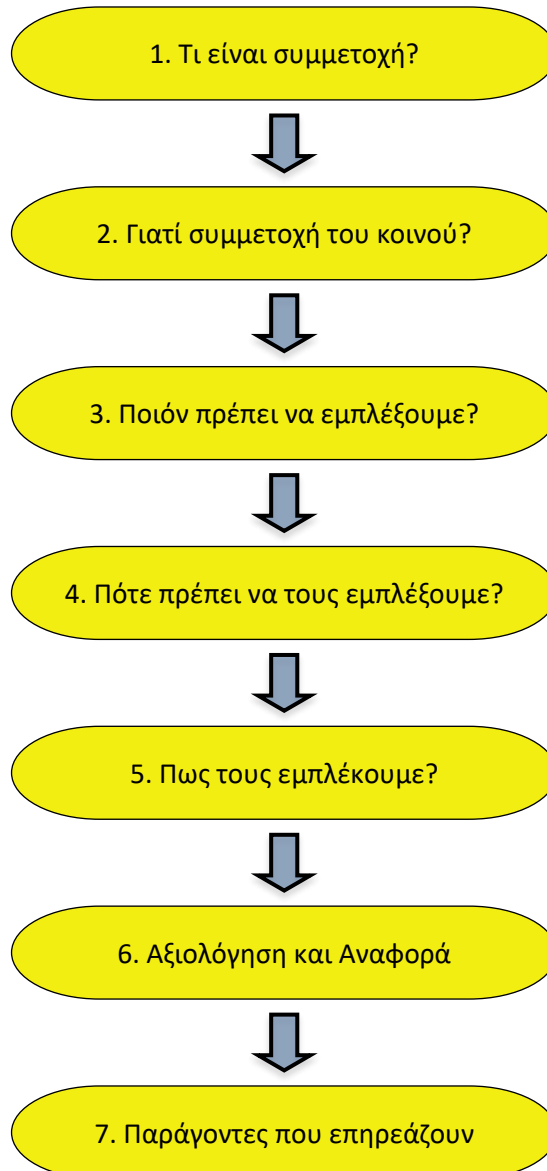 1. Τι είναι συμμετοχή?
2. Γιατί συμμετοχή του κοινού?
3. Ποιόν πρέπει να εμπλέξουμε?
4. Πότε πρέπει να τους εμπλέξουμε?
5. Πως τους εμπλέκουμε?
6. Αξιολόγηση και Αναφορά
7. Παράγοντες που επηρεάζουν